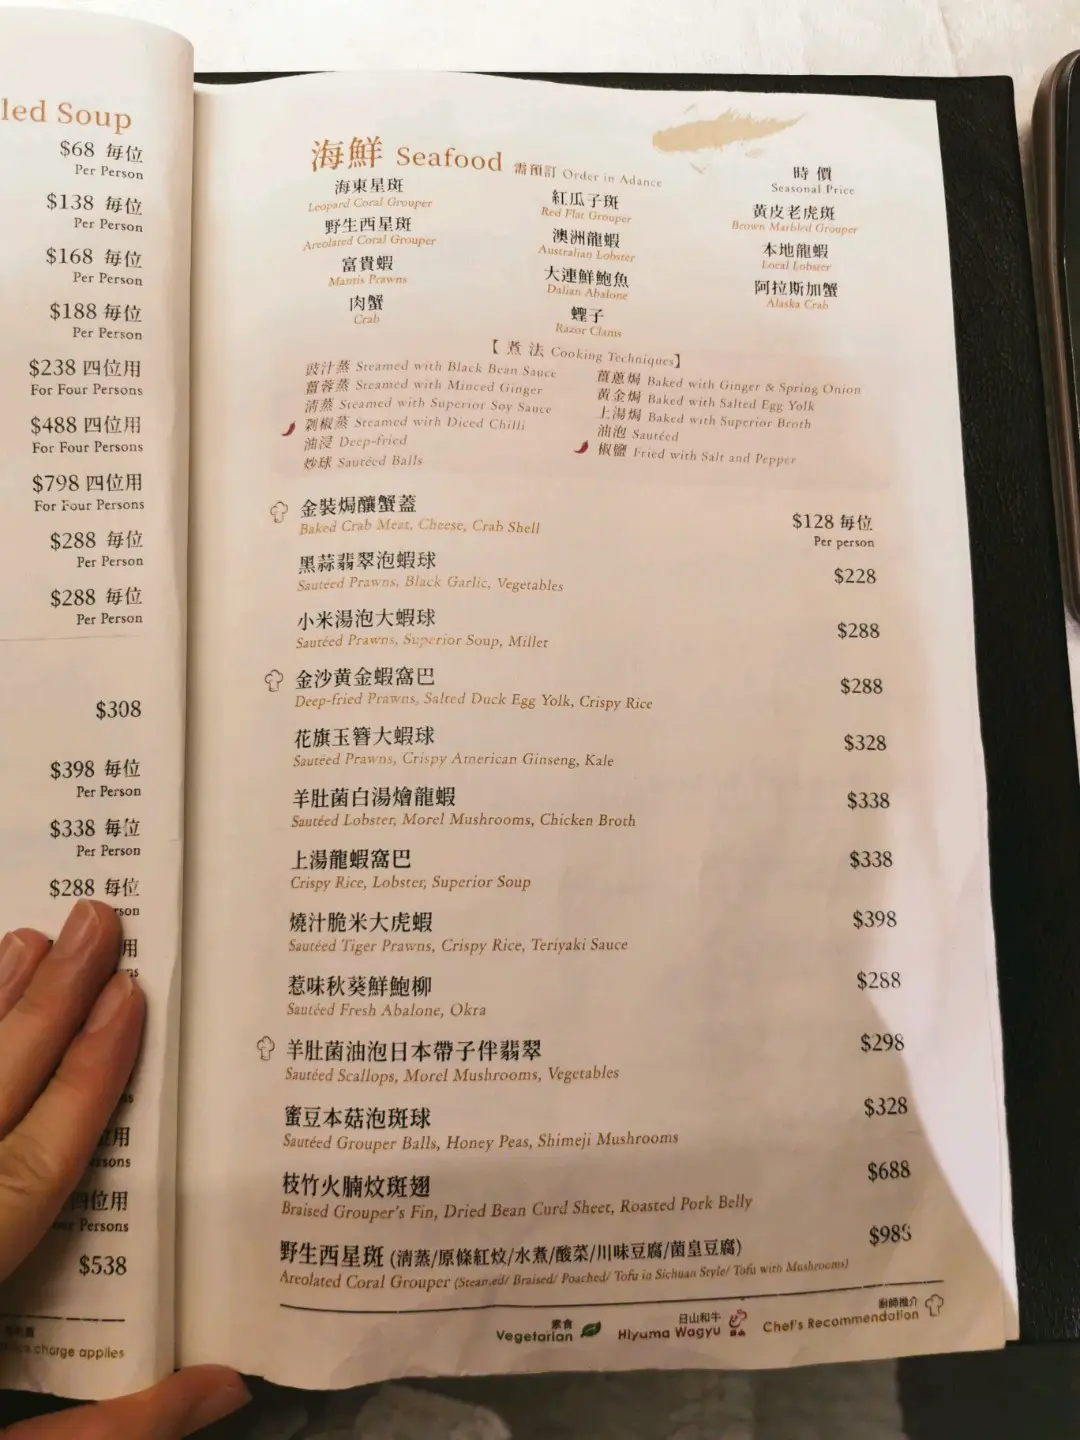 led Soup
$68 每位
Per Person
$138 每位
Per Person
$168 每位
Per Person
$188 每位
Per Person
$238 四位用
For Four Persons
$488 四位用
For Four Persons
$798 四位用
For Four Persons
$288 每位
Per Person
$288 每位
Per Person
$308
$398 每位
Per Person
$338 每位
Per Person
$288 每位
rson
用
ns
位用
rsons
四位用
Persons
$538
charge applies
海鮮 Seafood 需預訂 Order in Adance
時價
Seasonal Price
海東星斑
Leopard Coral Grouper
紅瓜子斑
Red Flat Grouper
黃皮老虎斑
Brown Marbled Grouper
野生西星斑
Areolated Coral Grouper
澳洲龍蝦
Australian Lobster
本地龍蝦
Local Lobster
富貴蝦
Mantis Prawns
大連鮮鮑魚
Dalian Abalone
阿拉斯加蟹
Alaska Crab
肉蟹
Crab
蟶子
Razor Clams
【 煮法 Cooking Techniques】
豉汁蒸 Steamed with Black Bean Sauce
薑蓉蒸 Steamed with Minced Ginger
清蒸 Steamed with Superior Soy Sauce
剁椒蒸 Steamed with Diced Chilli
油浸 Deep-fried
炒球 Sautéed Balls
薑蔥焗 Baked with Ginger & Spring Onion
黃金焗 Baked with Salted Egg Yolk
上湯焗 Baked with Superior Broth
油泡 Sautéed
椒鹽 Fried with Salt and Pepper
金裝焗釀蟹蓋
Baked Crab Meat, Cheese, Crab Shell
$128 每位
Per person
黑蒜翡翠泡蝦球
Sautéed Prawns, Black Garlic, Vegetables
$228
小米湯泡大蝦球
Sautéed Prawns, Superior Soup, Millet
$288
金沙黄金蝦窩巴
Deep-fried Prawns, Salted Duck Egg Yolk, Crispy Rice
$288
花旗玉簪大蝦球
Sautéed Prawns, Crispy American Ginseng, Kale
$328
羊肚菌白湯燴龍蝦
Sautéed Lobster, Morel Mushrooms, Chicken Broth
$338
上湯龍蝦窩巴
Crispy Rice, Lobster, Superior Soup
$338
燒汁脆米大虎蝦
Sautéed Tiger Prawns, Crispy Rice, Teriyaki Sauce
$398
惹味秋葵鮮鮑柳
Sautéed Fresh Abalone, Okra
$288
羊肚菌油泡日本帶子伴翡翠
Sautéed Scallops, Morel Mushrooms, Vegetables
$298
蜜豆本菇泡斑球
Sautéed Grouper Balls, Honey Peas, Shimeji Mushrooms
$328
枝竹火腩炆斑翅
Braised Grouper's Fin, Dried Bean Curd Sheet, Roasted Pork Belly
$688
野生西星斑 (清蒸/原條紅炆/水煮/酸菜/川味豆腐/菌皇豆腐)
Areolated Coral Grouper (Steamed/ Braised/ Poached/ Tofu in Sichuan Style/ Tofu with Mushrooms)
$988
素食
Vegetarian
日山和牛
Hiyuma Wagyu
廚師推介
Chef's Recommendation